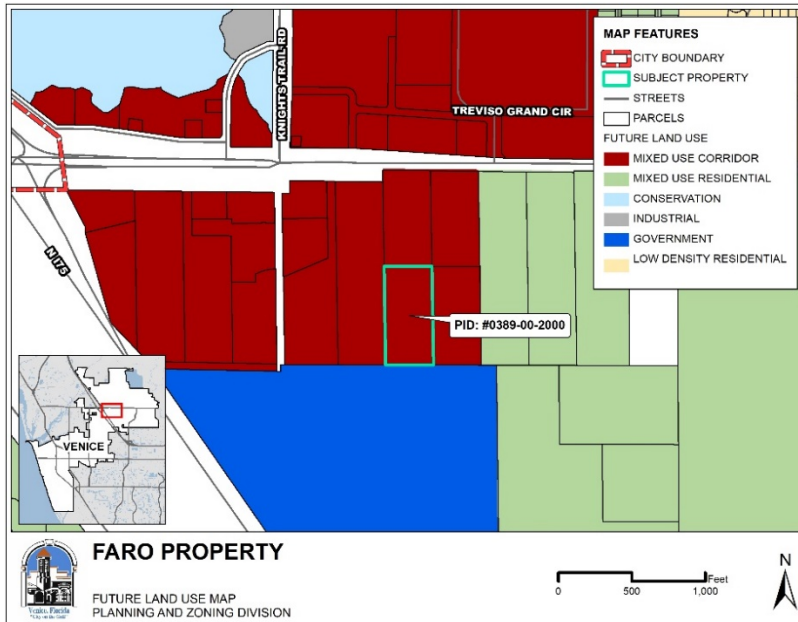 KNIGHTS TRAIL RD
TREVISO GRAND CIR
N I75
PID: #0389-00-2000
MAP FEATURES
CITY BOUNDARY
SUBJECT PROPERTY
STREETS
PARCELS
FUTURE LAND USE
MIXED USE CORRIDOR
MIXED USE RESIDENTIAL
CONSERVATION
INDUSTRIAL
GOVERNMENT
LOW DENSITY RESIDENTIAL
VENICE
FARO PROPERTY
FUTURE LAND USE MAP
PLANNING AND ZONING DIVISION
Venice, Florida
0 500 1,000
Feet
N